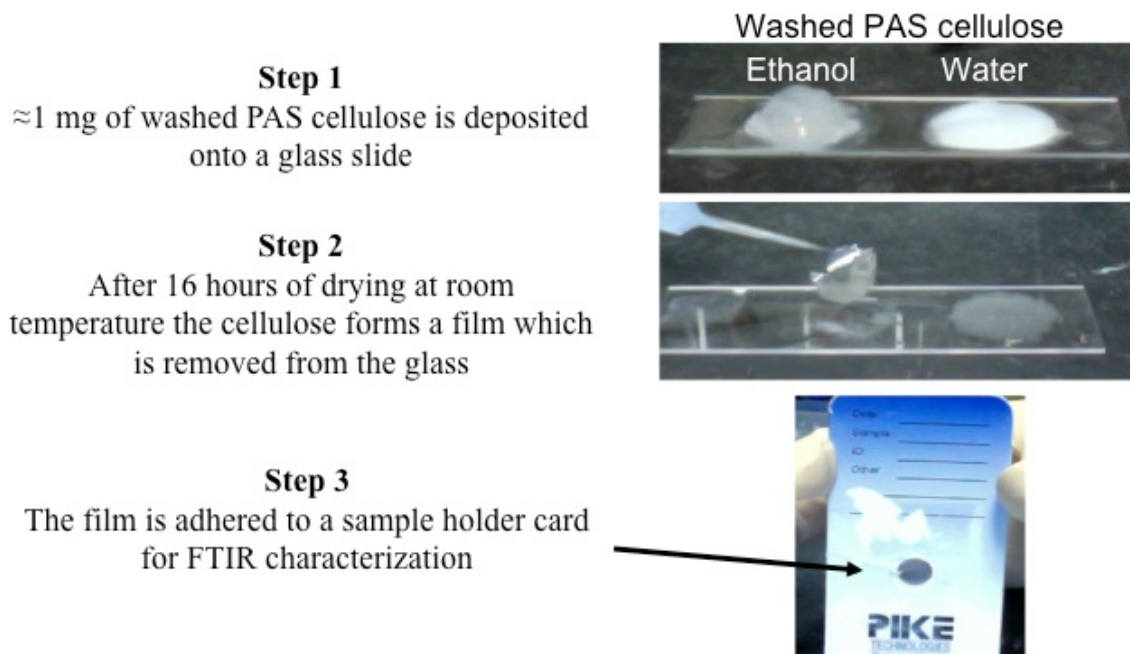 Washed PAS cellulose
Ethanol Water
Step 1
≈1 mg of washed PAS cellulose is deposited
onto a glass slide
Step 2
After 16 hours of drying at room
temperature the cellulose forms a film which
is removed from the glass
Step 3
The film is adhered to a sample holder card
for FTIR characterization
Date:
Sample:
ID:
Other
PIKE
TECHNOLOGIES